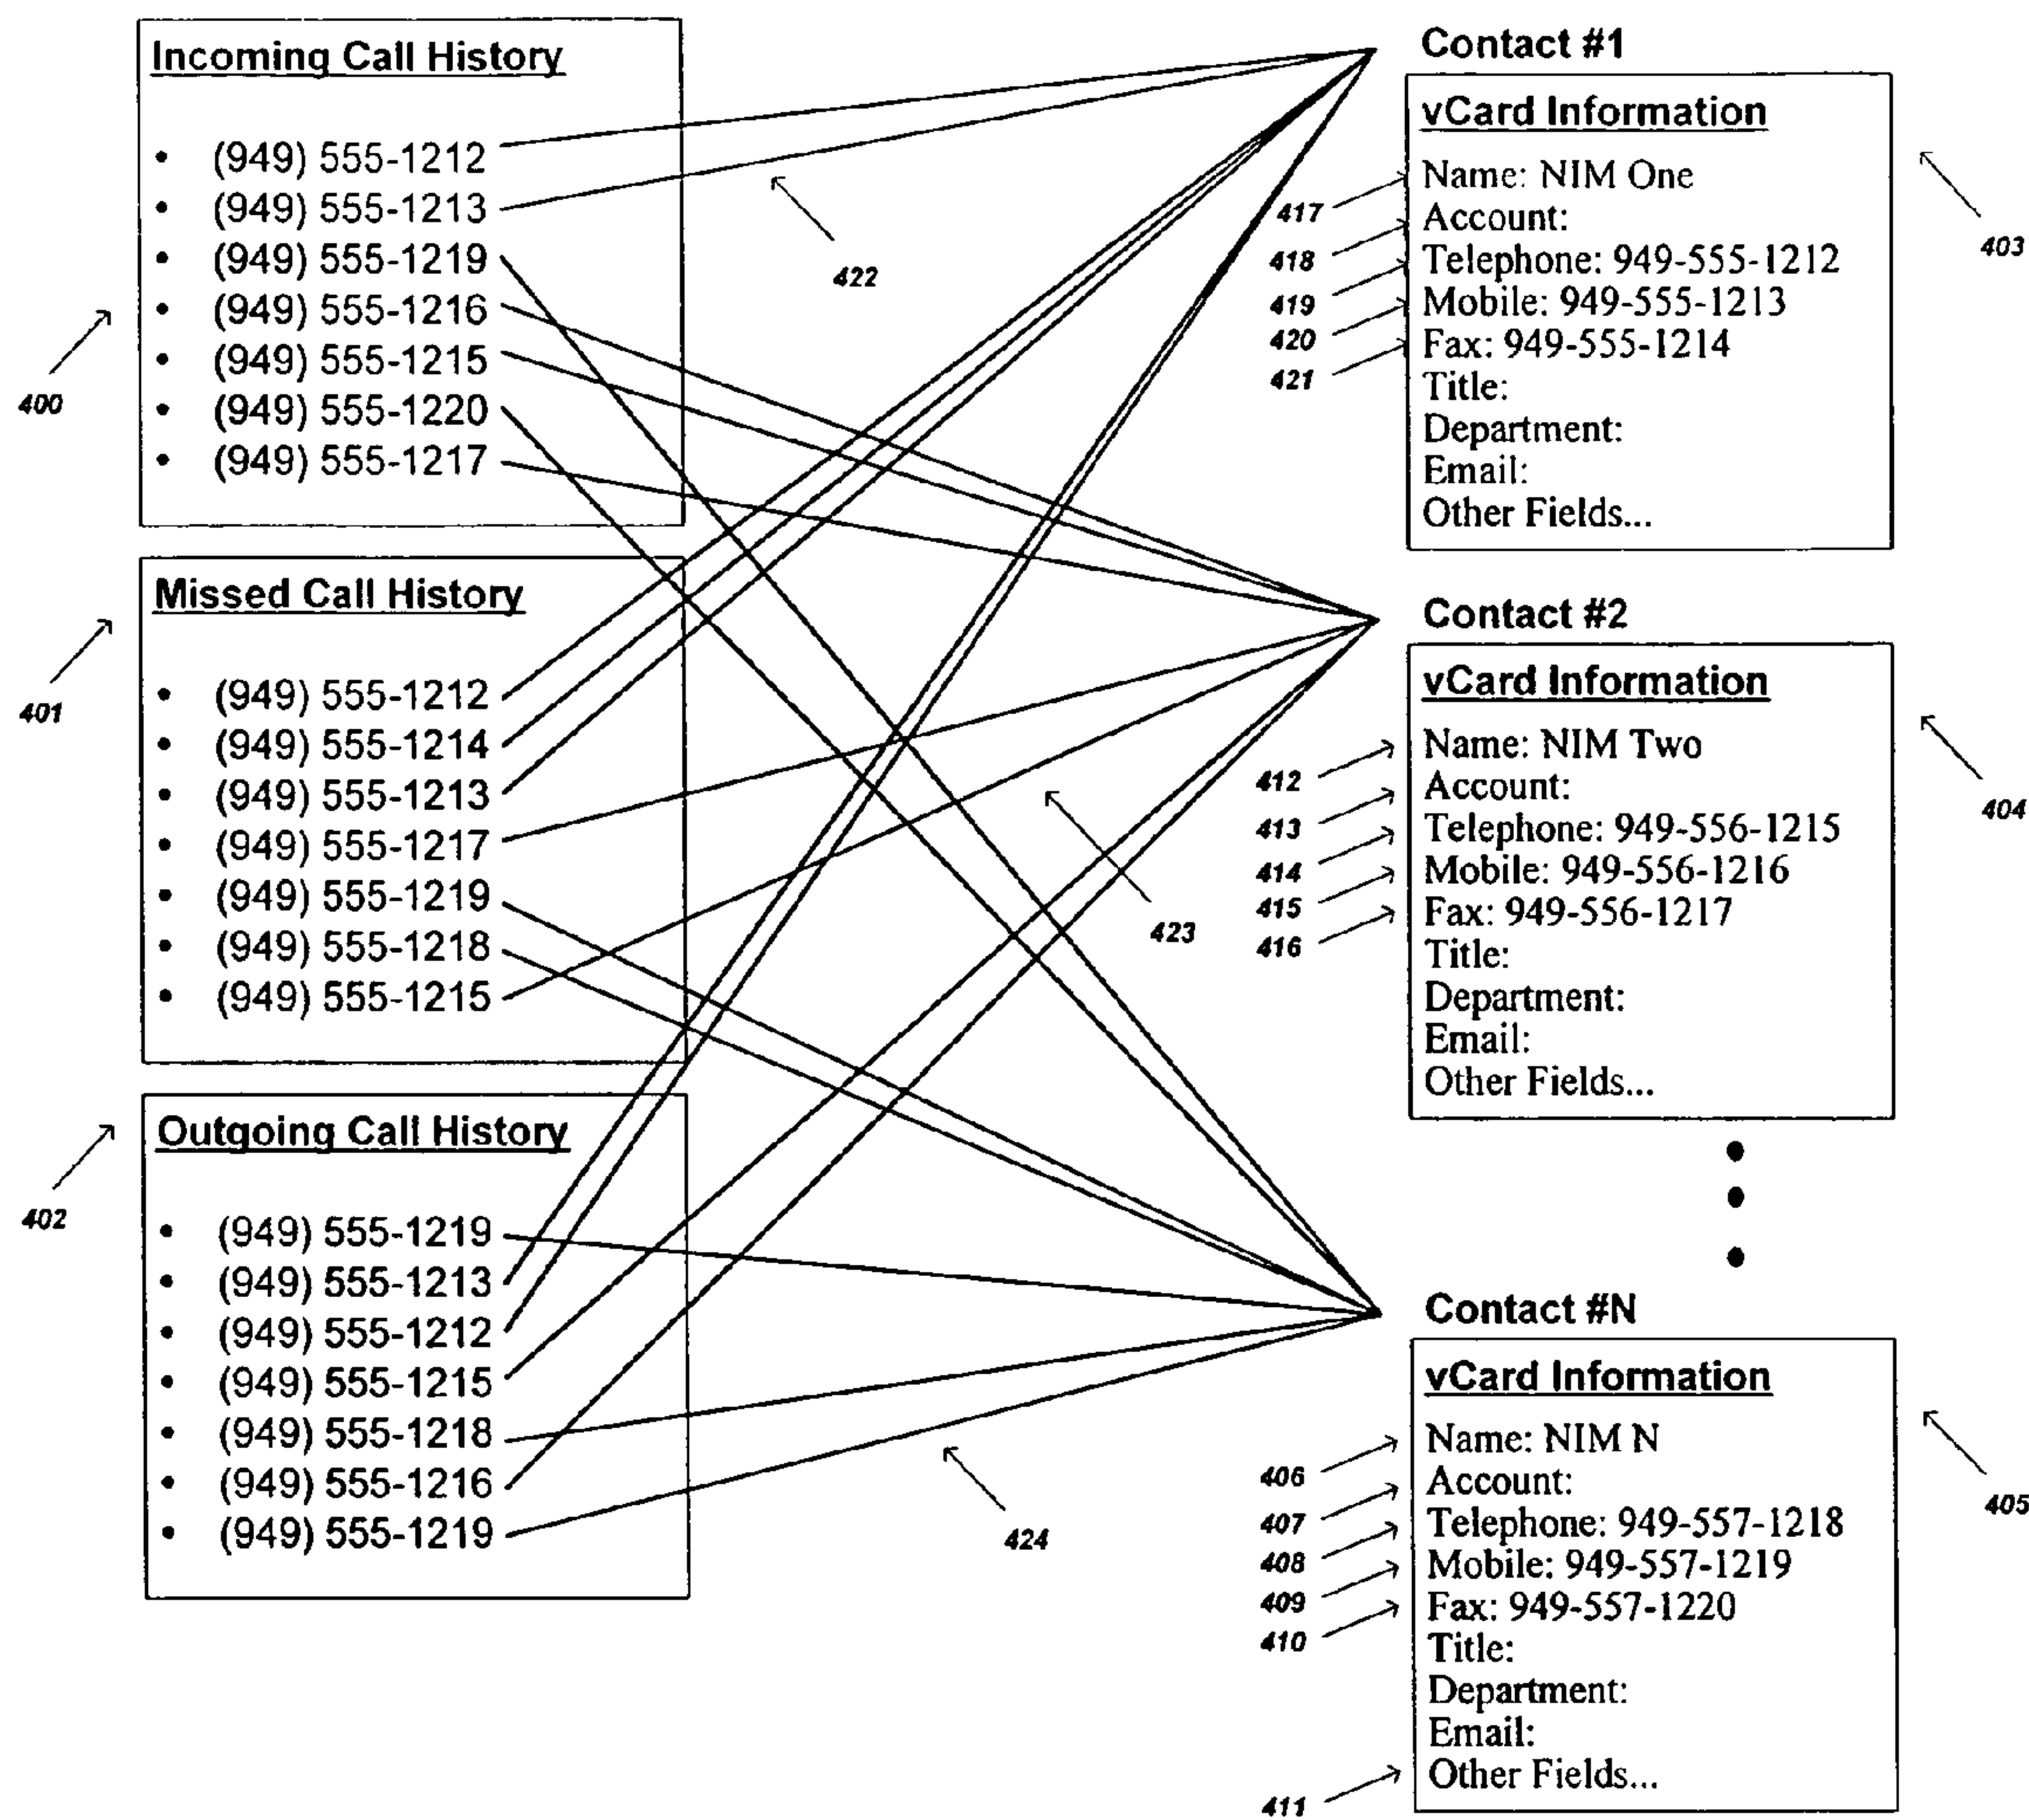 Incoming Call History
• (949) 555-1212
• (949) 555-1213
• (949) 555-1219
• (949) 555-1216
• (949) 555-1215
• (949) 555-1220
• (949) 555-1217
400
Missed Call History
• (949) 555-1212
• (949) 555-1214
• (949) 555-1213
• (949) 555-1217
• (949) 555-1219
• (949) 555-1218
• (949) 555-1215
401
Outgoing Call History
• (949) 555-1219
• (949) 555-1213
• (949) 555-1212
• (949) 555-1215
• (949) 555-1218
• (949) 555-1216
• (949) 555-1219
402
422
423
424
Contact #1
vCard Information
Name: NIM One
Account:
Telephone: 949-555-1212
Mobile: 949-555-1213
Fax: 949-555-1214
Title:
Department:
Email:
Other Fields...
417
418
419
420
421
403
Contact #2
vCard Information
Name: NIM Two
Account:
Telephone: 949-556-1215
Mobile: 949-556-1216
Fax: 949-556-1217
Title:
Department:
Email:
Other Fields...
412
413
414
415
416
404
Contact #N
vCard Information
Name: NIM N
Account:
Telephone: 949-557-1218
Mobile: 949-557-1219
Fax: 949-557-1220
Title:
Department:
Email:
Other Fields...
406
407
408
409
410
411
405